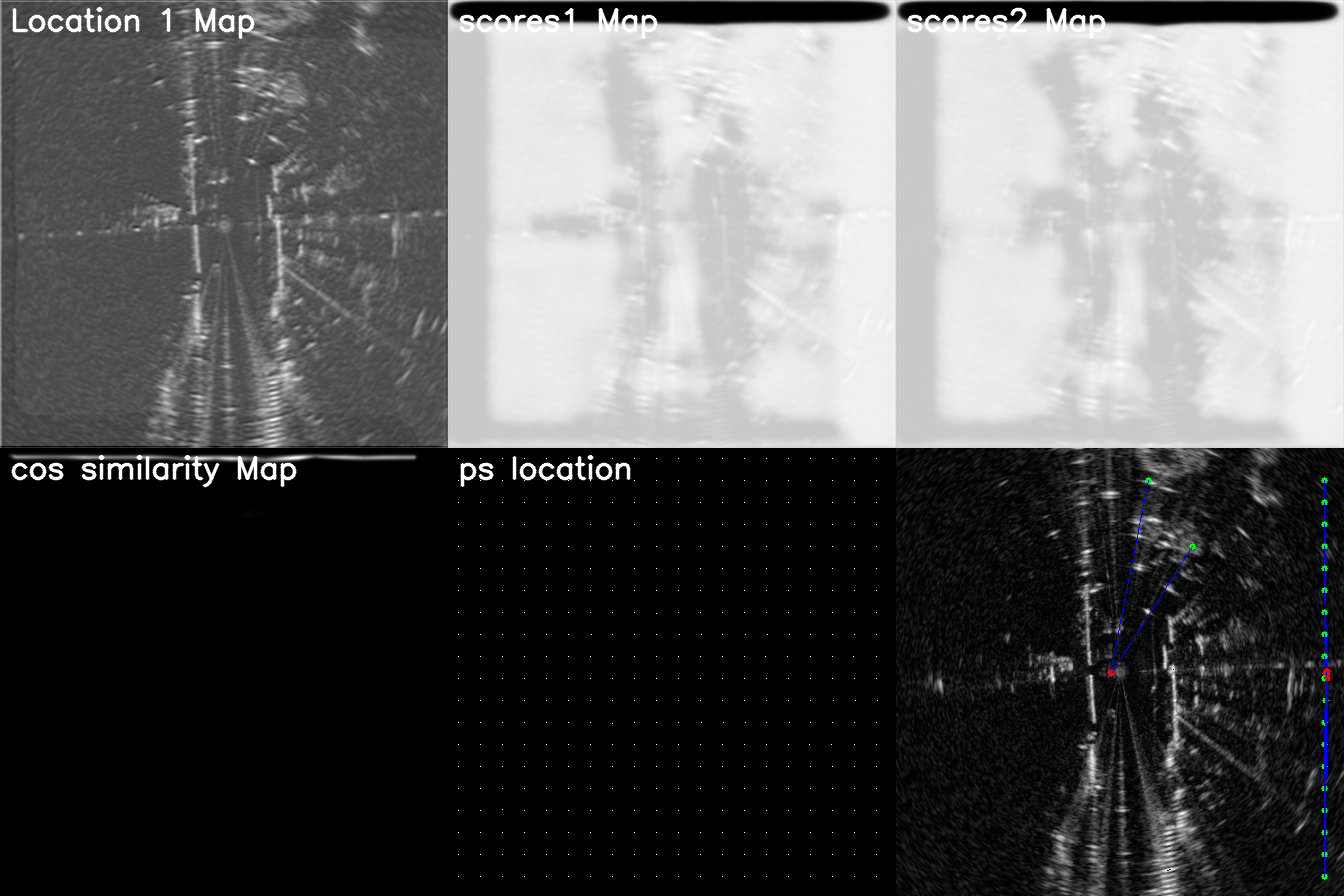 Location 1 Map
scores1 Map
scores2 Map
cos similarity Map
ps location